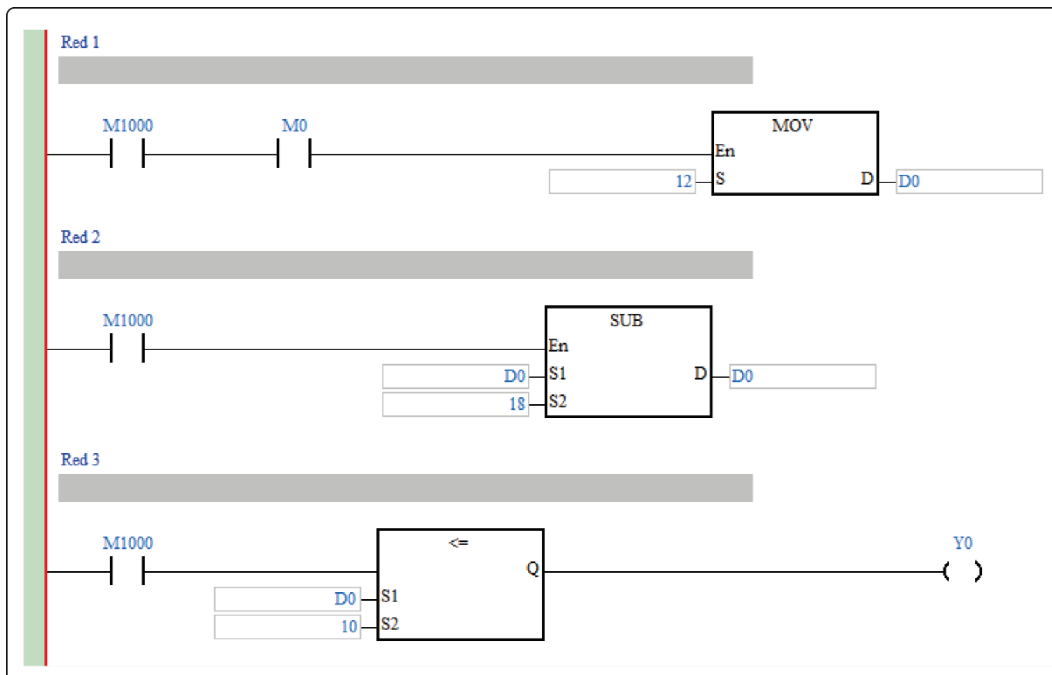 Red 1
M1000 M0 MOV
En
12 S D D0
Red 2
M1000 SUB
En
D0 S1 D D0
18 S2
Red 3
M1000 <= Y0
Q
D0 S1
10 S2